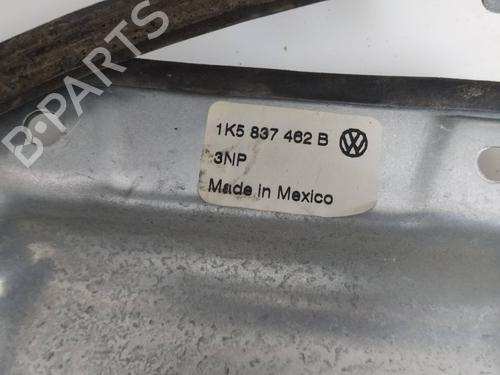 1K5 837 462 B
3NP
Made in Mexico
B-PARTS